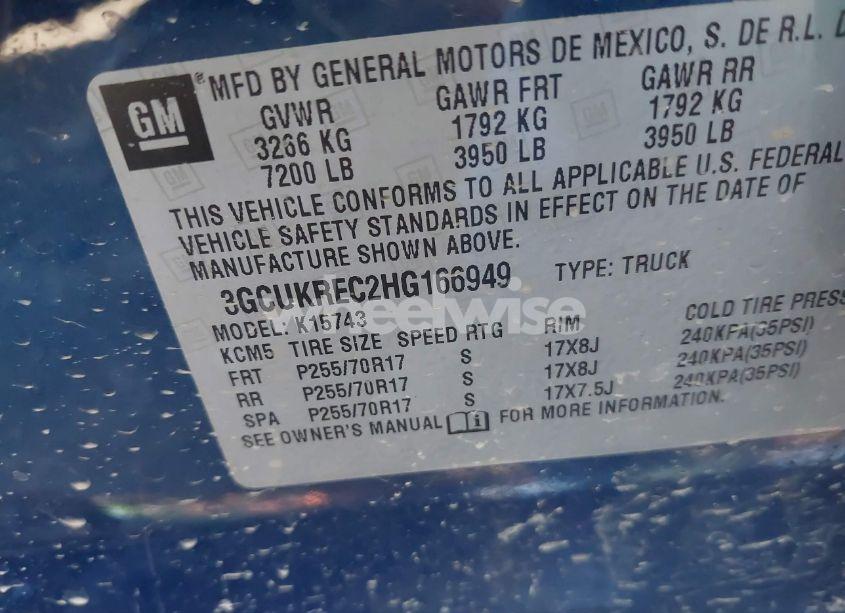 GM
® MFD BY GENERAL MOTORS DE MEXICO, S. DE R.L. D
GVWR GAWR FRT GAWR RR
3266 KG 1792 KG 1792 KG
7200 LB 3950 LB 3950 LB
THIS VEHICLE CONFORMS TO ALL APPLICABLE U.S. FEDERAL
VEHICLE SAFETY STANDARDS IN EFFECT ON THE DATE OF
MANUFACTURE SHOWN ABOVE.
3GCUKREC2HG166949 TYPE: TRUCK
wheelwise
MODEL: K15743
KCM5 TIRE SIZE SPEED RTG RIM COLD TIRE PRESS
FRT P255/70R17 S 17X8J 240KPA(35PSI)
RR P255/70R17 S 17X8J 240KPA(35PSI)
SPA P255/70R17 S 17X7.5J 240KPA(35PSI)
SEE OWNER'S MANUAL FOR MORE INFORMATION.